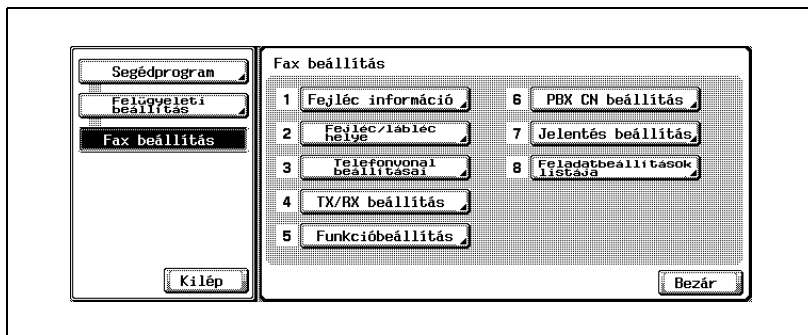 Segédprogram
Felügyeleti
beállítás
Fax beállítás
Kilép
Fax beállítás
1 Fejléc információ
2 Fejléc/lábléc
helye
3 Telefonvonal
beállításai
4 TX/RX beállítás
5 Funkcióbeállítás
6 PBX CN beállítás
7 Jelentés beállítás
8 Feladatbeállítások
listája
Bezár